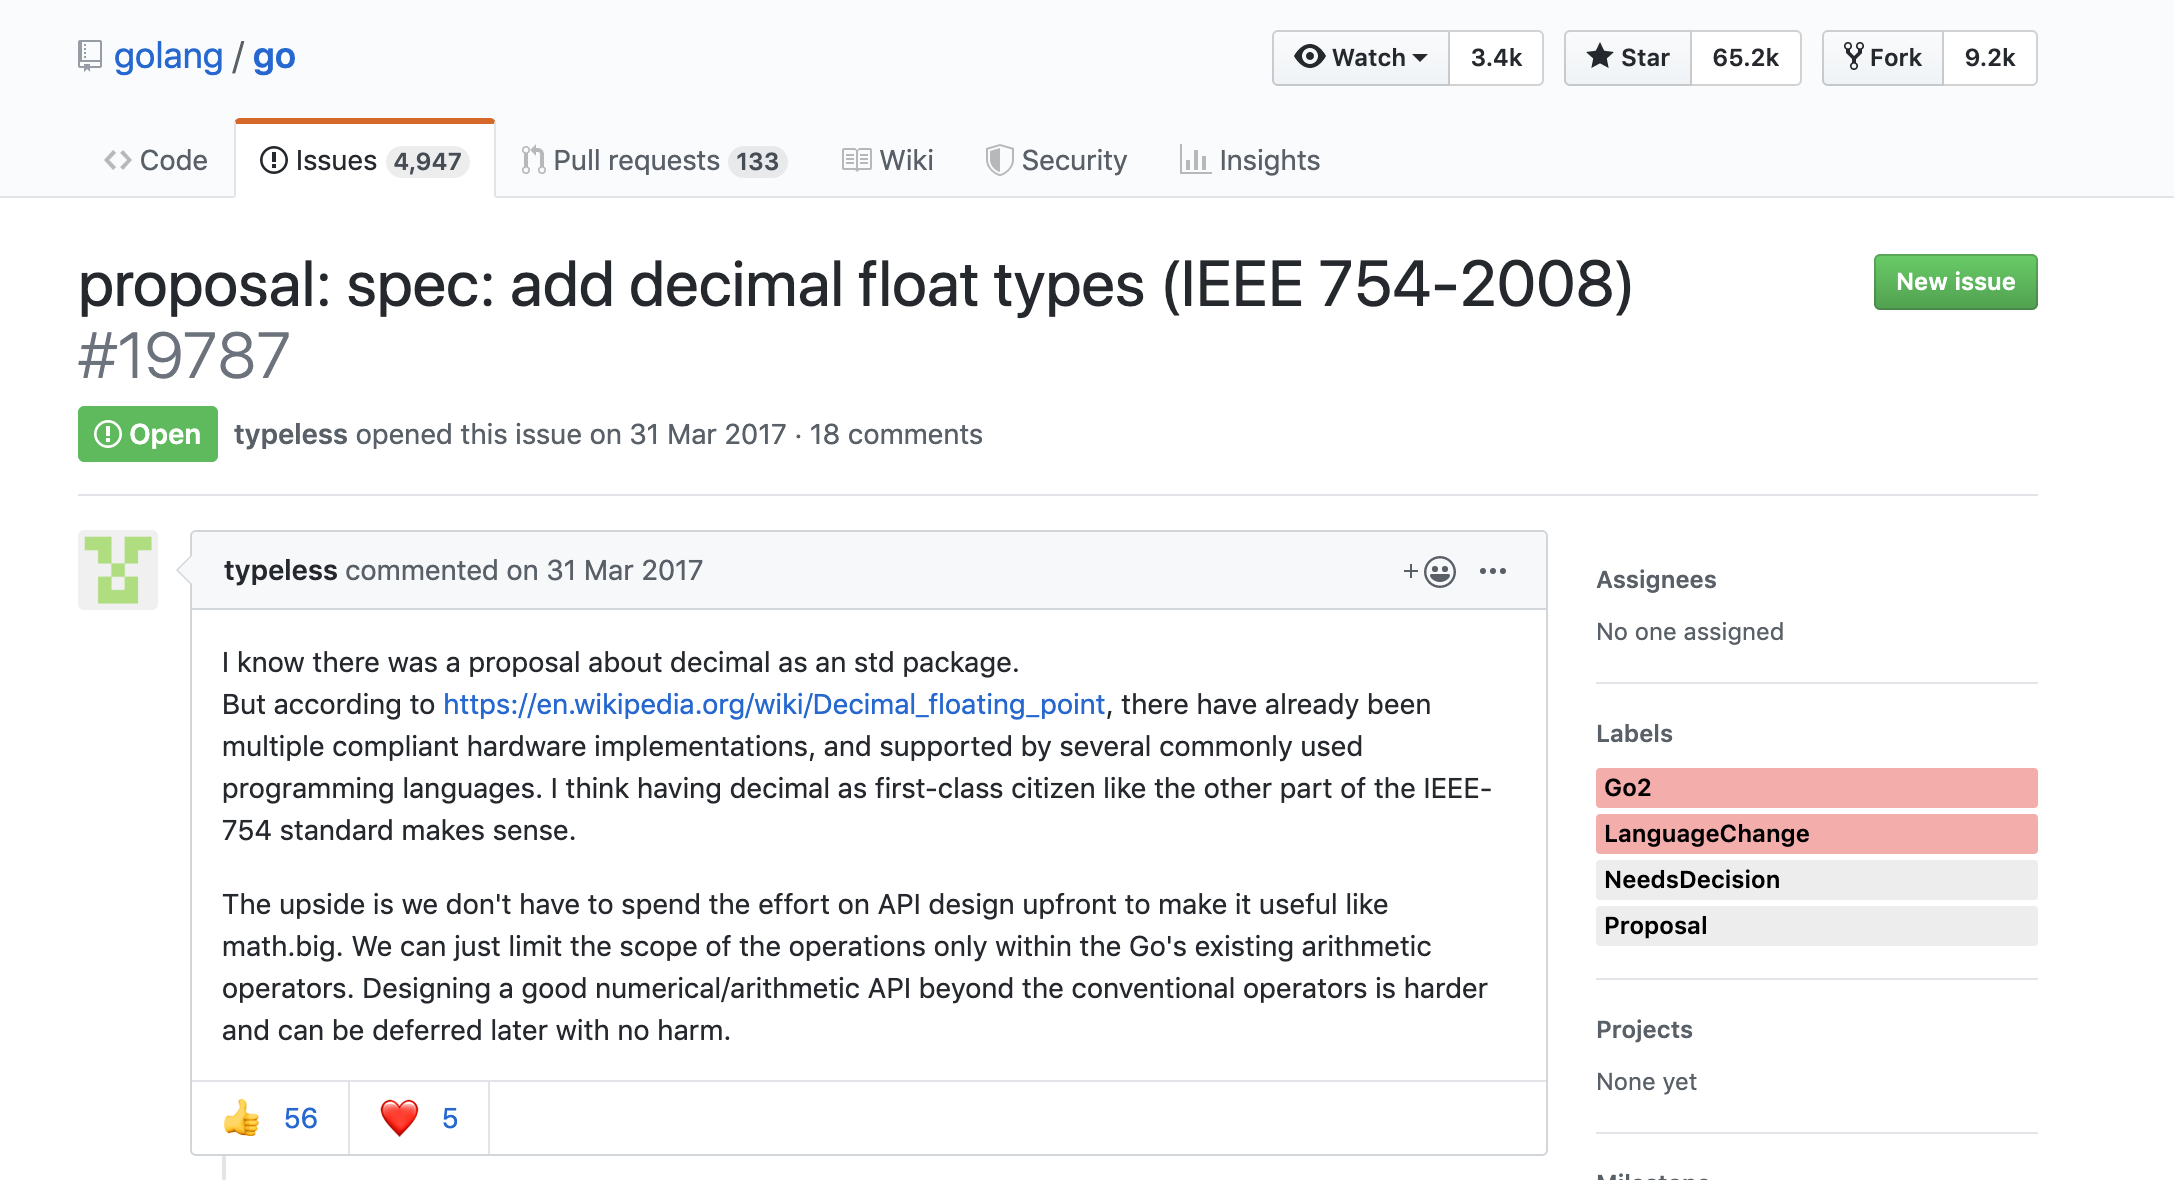 golang / go
Watch 3.4k Star 65.2k Fork 9.2k
Code Issues 4,947 Pull requests 133 Wiki Security Insights
proposal: spec: add decimal float types (IEEE 754-2008)
#19787
New issue
Open typeless opened this issue on 31 Mar 2017 · 18 comments
typeless commented on 31 Mar 2017
I know there was a proposal about decimal as an std package.
But according to https://en.wikipedia.org/wiki/Decimal_floating_point, there have already been
multiple compliant hardware implementations, and supported by several commonly used
programming languages. I think having decimal as first-class citizen like the other part of the IEEE-
754 standard makes sense.
The upside is we don't have to spend the effort on API design upfront to make it useful like
math.big. We can just limit the scope of the operations only within the Go's existing arithmetic
operators. Designing a good numerical/arithmetic API beyond the conventional operators is harder
and can be deferred later with no harm.
56 5
Assignees
No one assigned
Labels
Go2
LanguageChange
NeedsDecision
Proposal
Projects
None yet
Milestone